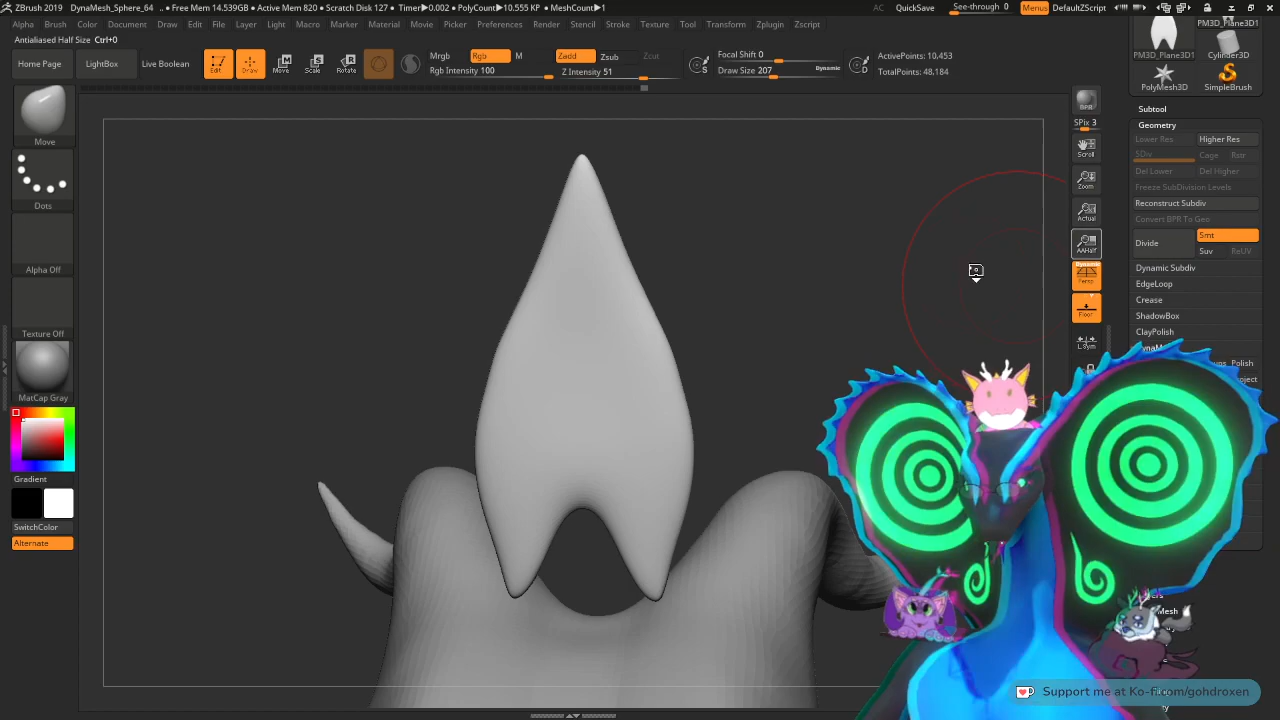 ZBrush 2019 DynaMesh_Sphere_64 .. • Free Mem 14.539GB • Active Mem 820 • Scratch Disk 127 • Timer▶0.002 • PolyCount▶10.555 KP • MeshCount▶1 AC QuickSave See-through 0 Menus DefaultZScript
Alpha Brush Color Document Draw Edit File Layer Light Macro Marker Material Movie Picker Preferences Render Stencil Stroke Texture Tool Transform Zplugin Zscript
Antialiased Half Size Ctrl+0
Home Page LightBox Live Boolean Edit Draw Move Scale Rotate
Mrgb Rgb M Zadd Zsub Zcut
Rgb Intensity 100 Z Intensity 51
Focal Shift 0
Draw Size 207 Dynamic
S D
ActivePoints: 10,453
TotalPoints: 48,184
Move
Dots
Alpha Off
Texture Off
MatCap Gray
Gradient
SwitchColor
Alternate
BPR
SPix 3
Scroll
Zoom
Actual
AAHalf
Dynamic
Persp
Floor
L.Sym
PM3D_Plane3D1
PM3D_Plane3D1 Cylinder3D
PolyMesh3D SimpleBrush
Subtool
Geometry
Lower Res Higher Res
SDiv Cage Rstr
Del Lower Del Higher
Freeze SubDivision Levels
Reconstruct Subdiv
Convert BPR To Geo
Divide Smt
Suv ReUV
Dynamic Subdiv
EdgeLoop
Crease
ShadowBox
ClayPolish
Polish
Support me at Ko-fi.com/gohdroxen